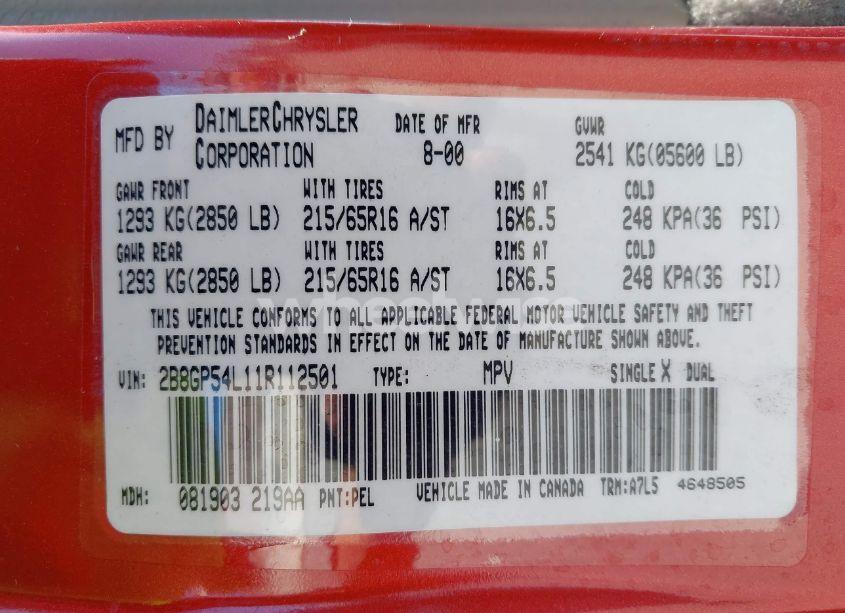 MFD BY DAIMLERCHRYSLER CORPORATION DATE OF MFR 8-00 GVWR 2541 KG(05600 LB)
GAWR FRONT WITH TIRES RIMS AT COLD
1293 KG(2850 LB) 215/65R16 A/ST 16X6.5 248 KPA(36 PSI)
GAWR REAR WITH TIRES RIMS AT COLD
1293 KG(2850 LB) 215/65R16 A/ST 16X6.5 248 KPA(36 PSI)
THIS VEHICLE CONFORMS TO ALL APPLICABLE FEDERAL MOTOR VEHICLE SAFETY AND THEFT
PREVENTION STANDARDS IN EFFECT ON THE DATE OF MANUFACTURE SHOWN ABOVE.
VIN: 2B8GP54L11R112501 TYPE: MPV SINGLE X DUAL
MDH: 081903 219AA PNT:PEL VEHICLE MADE IN CANADA TRM:A7L5 4648505